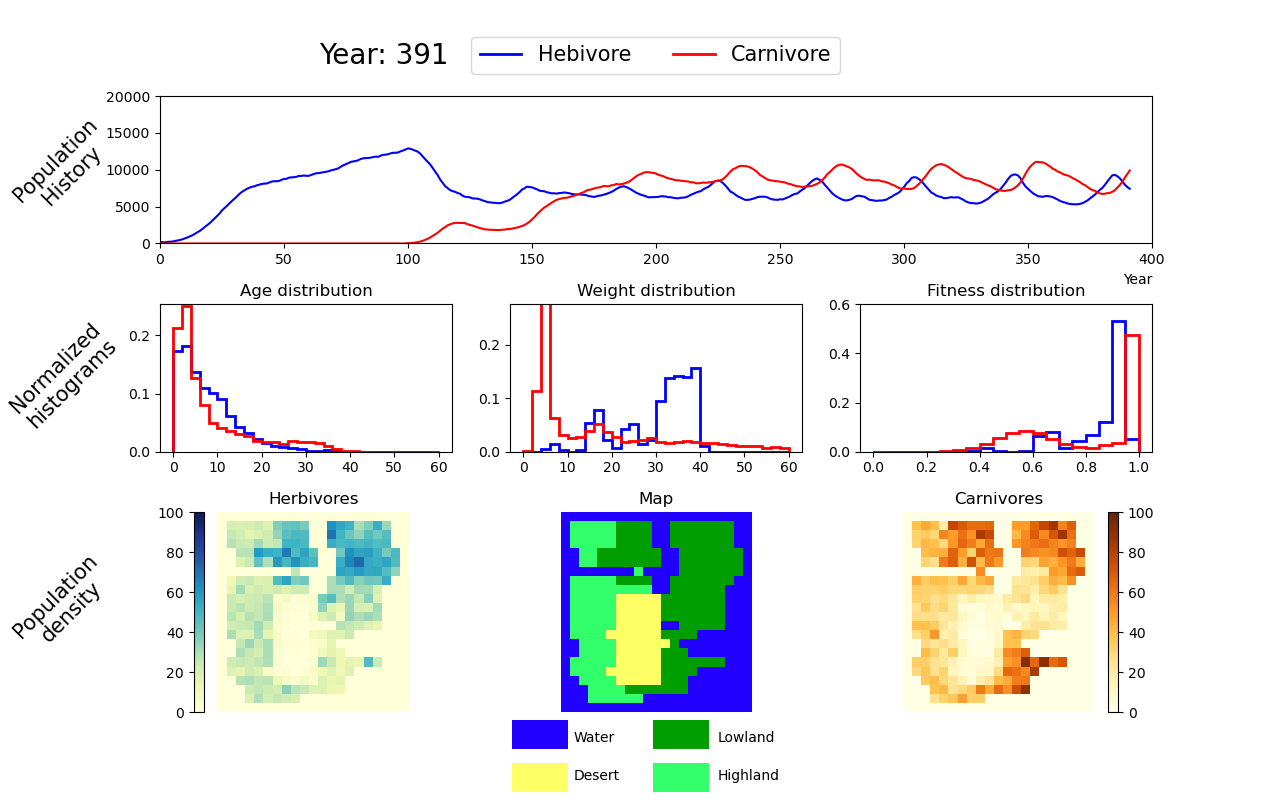 Year: 391
Hebivore
Carnivore
Population
History
20000
15000
10000
5000
0
0 50 100 150 200 250 300 350 400
Year
Normalized
histograms
Age distribution
0.2
0.1
0.0
0 10 20 30 40 50 60
Weight distribution
0.2
0.1
0.0
0 10 20 30 40 50 60
Fitness distribution
0.6
0.4
0.2
0.0
0.0 0.2 0.4 0.6 0.8 1.0
Population
density
Herbivores
100
80
60
40
20
0
Map
Carnivores
100
80
60
40
20
0
Water
Lowland
Desert
Highland